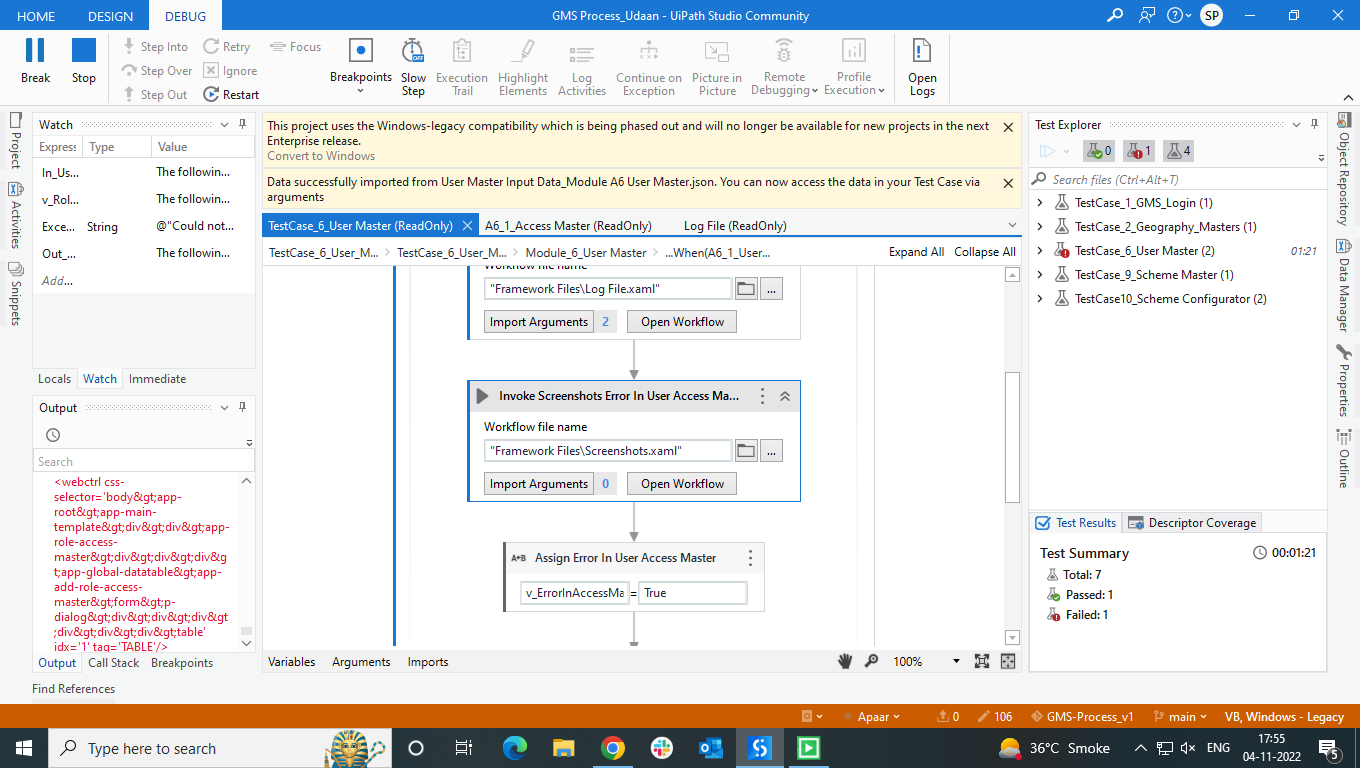 HOME DESIGN DEBUG GMS Process_Udaan - UiPath Studio Community SP
Break
Stop
Step Into
Step Over
Step Out
Retry
Ignore
Restart
Focus
Breakpoints
Slow
Step
Execution
Trail
Highlight
Elements
Log
Activities
Continue on
Exception
Picture in
Picture
Remote
Debugging
Profile
Execution
Open
Logs
Project
Activities
Snippets
Watch
Express Type Value
In_Us... The followin...
v_Rol... The followin...
Exce... String @"Could not...
Out_... The followin...
Add...
Locals Watch Immediate
Output
Search
<webctrl css-
selector='body&gt;app-
root&gt;app-main-
template&gt;div&gt;div&gt;app-
role-access-
master&gt;div&gt;div&gt;div&g
t;app-global-datatable&gt;app-
add-role-access-
master&gt;form&gt;p-
dialog&gt;div&gt;div&gt;div&gt
;div&gt;div&gt;div&gt;table'
idx='1' tag='TABLE'/>
Output Call Stack Breakpoints
Find References
This project uses the Windows-legacy compatibility which is being phased out and will no longer be available for new projects in the next
Enterprise release.
Convert to Windows
Data successfully imported from User Master Input Data_Module A6 User Master.json. You can now access the data in your Test Case via
arguments
TestCase_6_User Master (ReadOnly) A6_1_Access Master (ReadOnly) Log File (ReadOnly)
TestCase_6_User_M... TestCase_6_User_M... Module_6_User Master ...When(A6_1_User... Expand All Collapse All
Workflow file name
"Framework Files\Log File.xaml" ...
Import Arguments 2 Open Workflow
Invoke Screenshots Error In User Access Ma...
Workflow file name
"Framework Files\Screenshots.xaml" ...
Import Arguments 0 Open Workflow
A+B Assign Error In User Access Master
v_ErrorInAccessMa = True
Variables Arguments Imports 100%
Test Explorer
0 1 4
Search files (Ctrl+Alt+T)
TestCase_1_GMS_Login (1)
TestCase_2_Geography_Masters (1)
TestCase_6_User Master (2) 01:21
TestCase_9_Scheme Master (1)
TestCase10_Scheme Configurator (2)
Test Results Descriptor Coverage
Test Summary 00:01:21
Total: 7
Passed: 1
Failed: 1
Object Repository
Data Manager
Properties
Outline
Apaar 0 106 GMS-Process_v1 main VB, Windows - Legacy
Type here to search
36°C Smoke ENG
17:55
04-11-2022
5